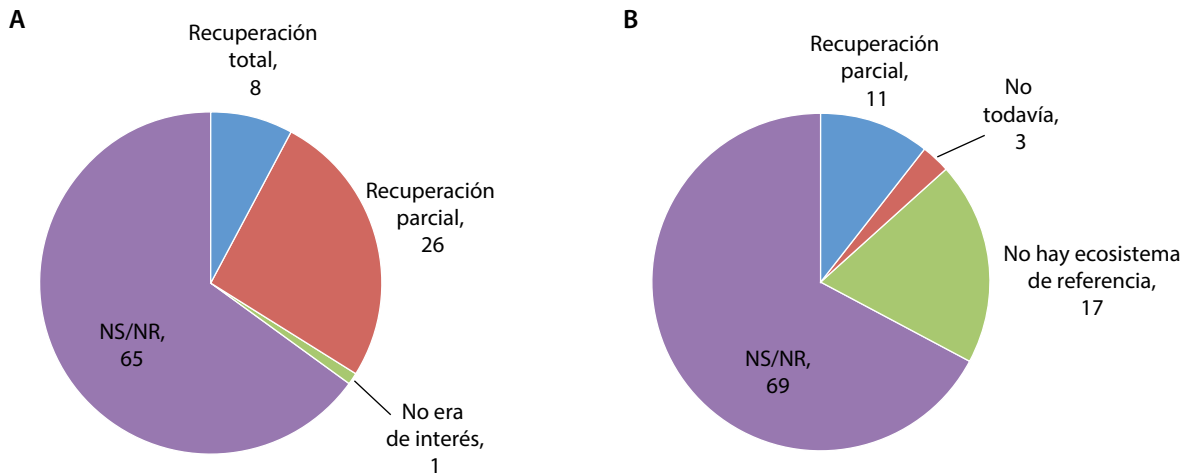 A
Recuperación
total,
8
Recuperación
parcial,
26
NS/NR,
65
No era
de interés,
1
B
Recuperación
parcial,
11
No
todavía,
3
No hay ecosistema
de referencia,
17
NS/NR,
69